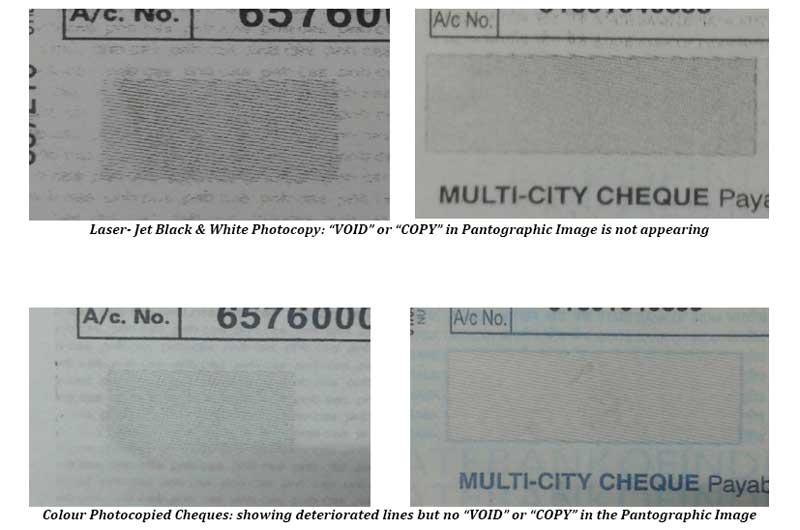 A/c. No. 6576000
A/c No.
MULTI-CITY CHEQUE Paya
Laser- Jet Black & White Photocopy: “VOID” or “COPY” in Pantographic Image is not appearing
A/c. No. 6576000
A/c No.
MULTI-CITY CHEQUE Payab
Colour Photocopied Cheques: showing deteriorated lines but no “VOID” or “COPY” in the Pantographic Image